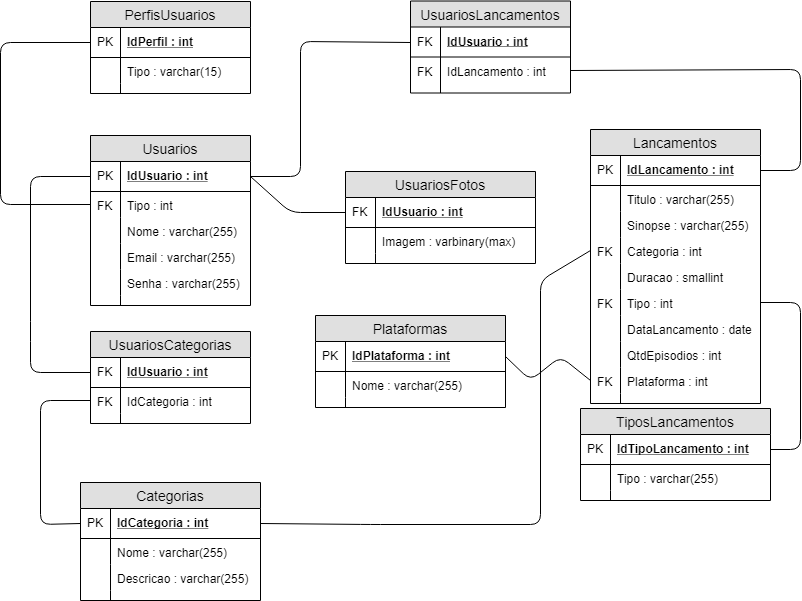 PerfisUsuarios
PK IdPerfil : int
Tipo : varchar(15)
UsuariosLancamentos
FK IdUsuario : int
FK IdLancamento : int
Usuarios
PK IdUsuario : int
FK Tipo : int
Nome : varchar(255)
Email : varchar(255)
Senha : varchar(255)
UsuariosFotos
FK IdUsuario : int
Imagem : varbinary(max)
Lancamentos
PK IdLancamento : int
Titulo : varchar(255)
Sinopse : varchar(255)
FK Categoria : int
Duracao : smallint
FK Tipo : int
DataLancamento : date
QtdEpisodios : int
FK Plataforma : int
UsuariosCategorias
FK IdUsuario : int
FK IdCategoria : int
Plataformas
PK IdPlataforma : int
Nome : varchar(255)
TiposLancamentos
PK IdTipoLancamento : int
Tipo : varchar(255)
Categorias
PK IdCategoria : int
Nome : varchar(255)
Descricao : varchar(255)